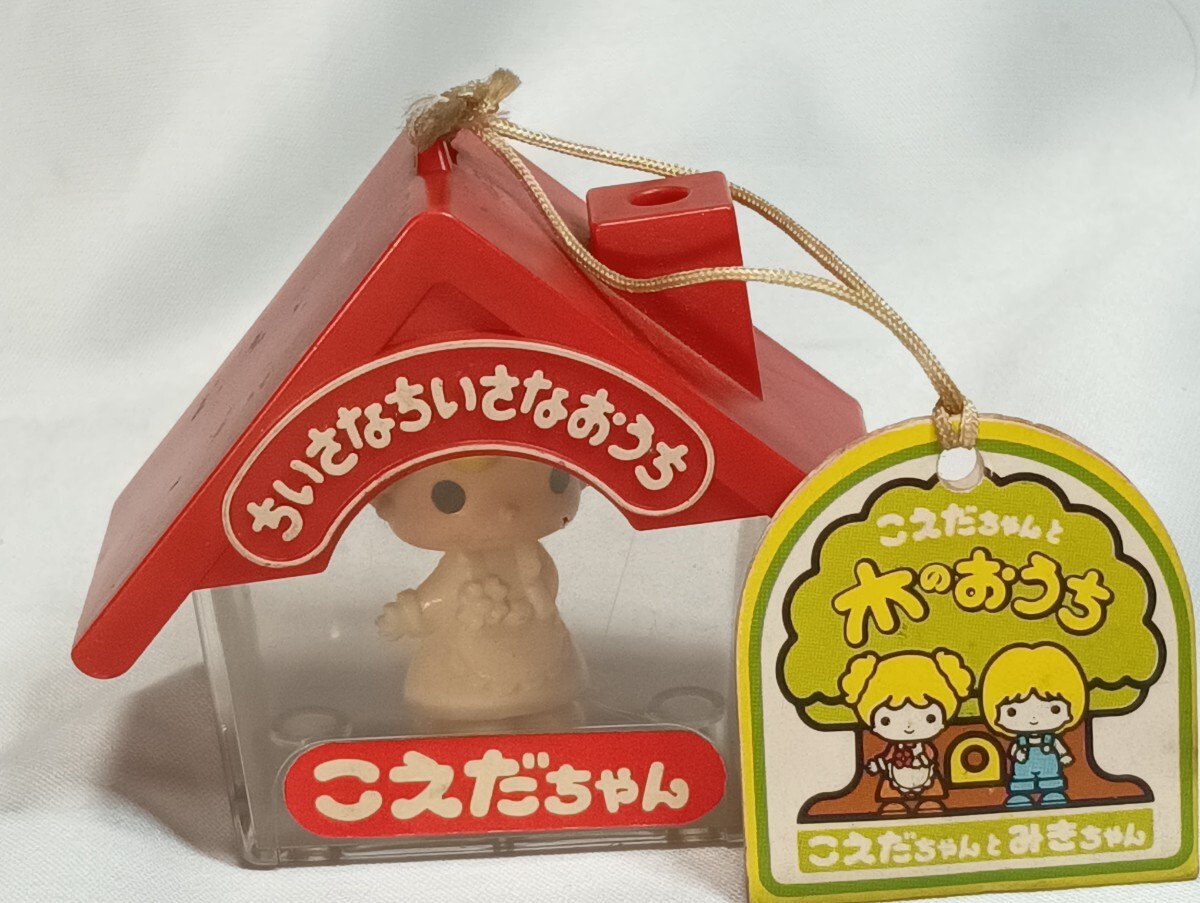 ちいさなちいさなおうち
こえだちゃん
こえだちゃんと
木のおうち
こえだちゃんとみきちゃん